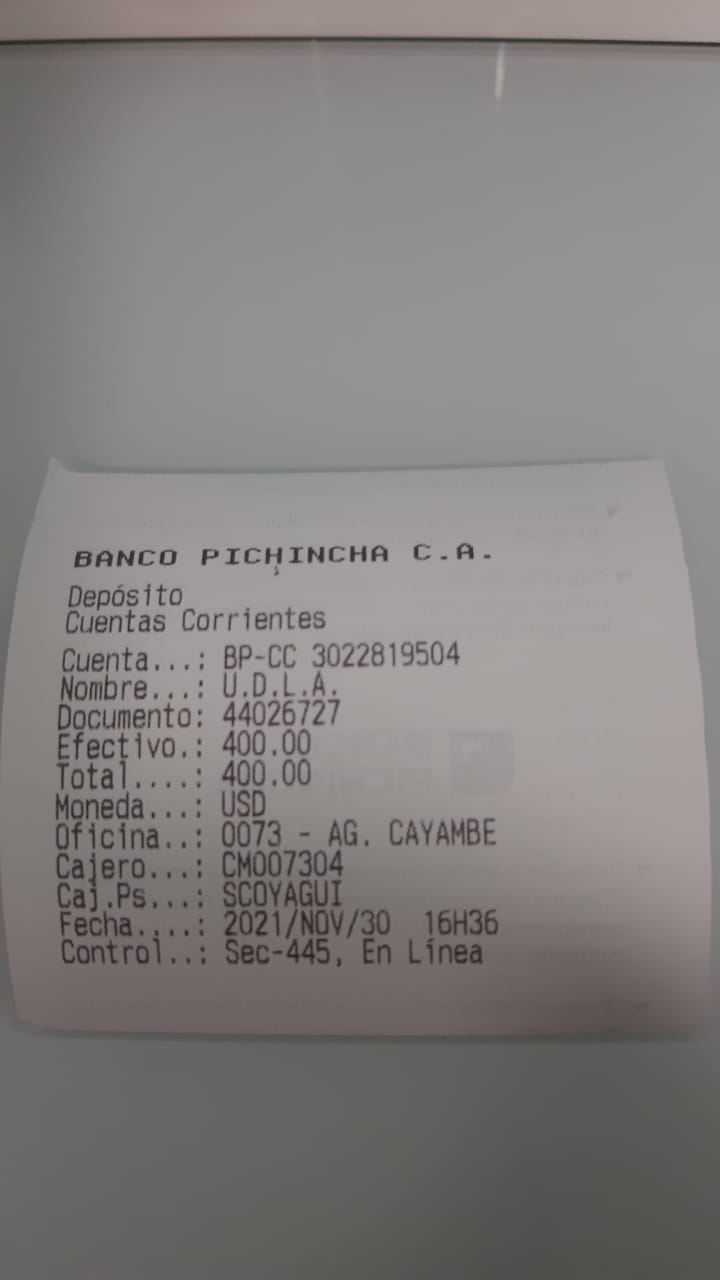 BANCO PICHINCHA C.A.
Depósito
Cuentas Corrientes
Cuenta...: BP-CC 3022819504
Nombre...: U.D.L.A.
Documento: 44026727
Efectivo.: 400.00
Total....: 400.00
Moneda...: USD
Oficina..: 0073 - AG. CAYAMBE
Cajero...: CM007304
Caj.Ps...: SCOYAGUI
Fecha....: 2021/NOV/30 16H36
Control..: Sec-445, En Línea